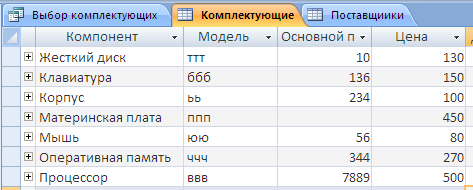 Выбор комплектующих Комплектующие Поставщиики
Компонент Модель Основной п Цена
Жесткий диск ттт 10 130
Клавиатура ббб 136 150
Корпус ьь 234 100
Материнская плата ппп 450
Мышь юю 56 80
Оперативная память ччч 344 270
Процессор ввв 7889 500